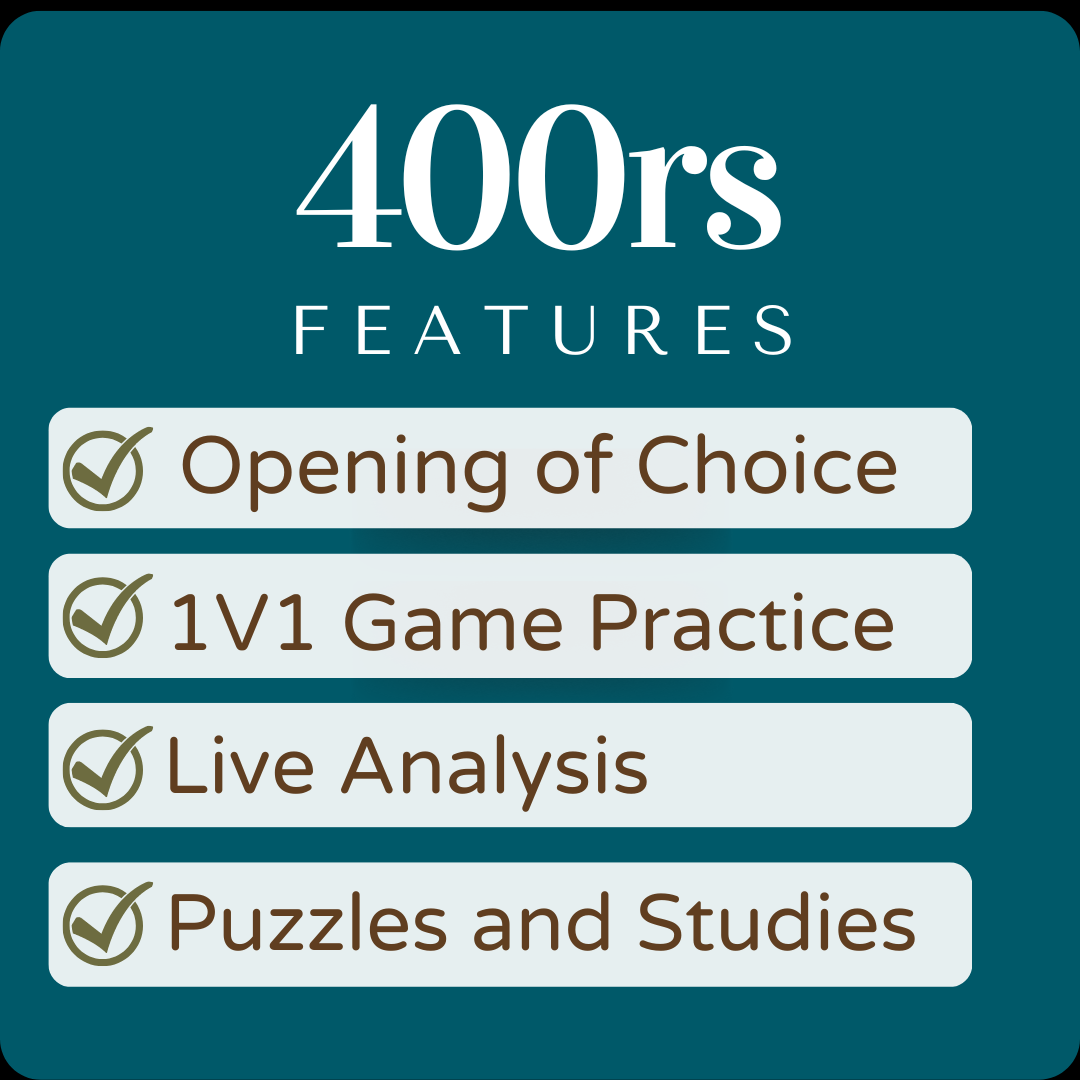 400rs
FEATURES
Opening of Choice
1V1 Game Practice
Live Analysis
Puzzles and Studies